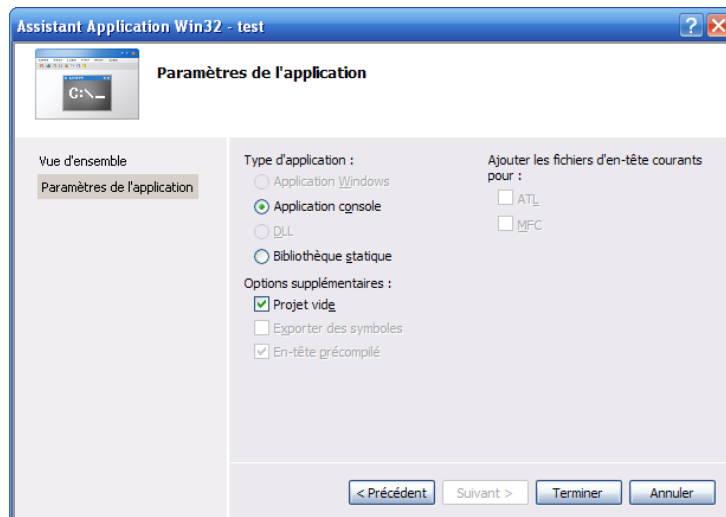 Assistant Application Win32 - test
C:\_
Paramètres de l'application
Vue d'ensemble
Paramètres de l'application
Type d'application :
Application Windows
Application console
DLL
Bibliothèque statique
Options supplémentaires :
Projet vide
Exporter des symboles
En-tête précompilé
Ajouter les fichiers d'en-tête courants
pour :
ATL
MFC
< Précédent
Suivant >
Terminer
Annuler